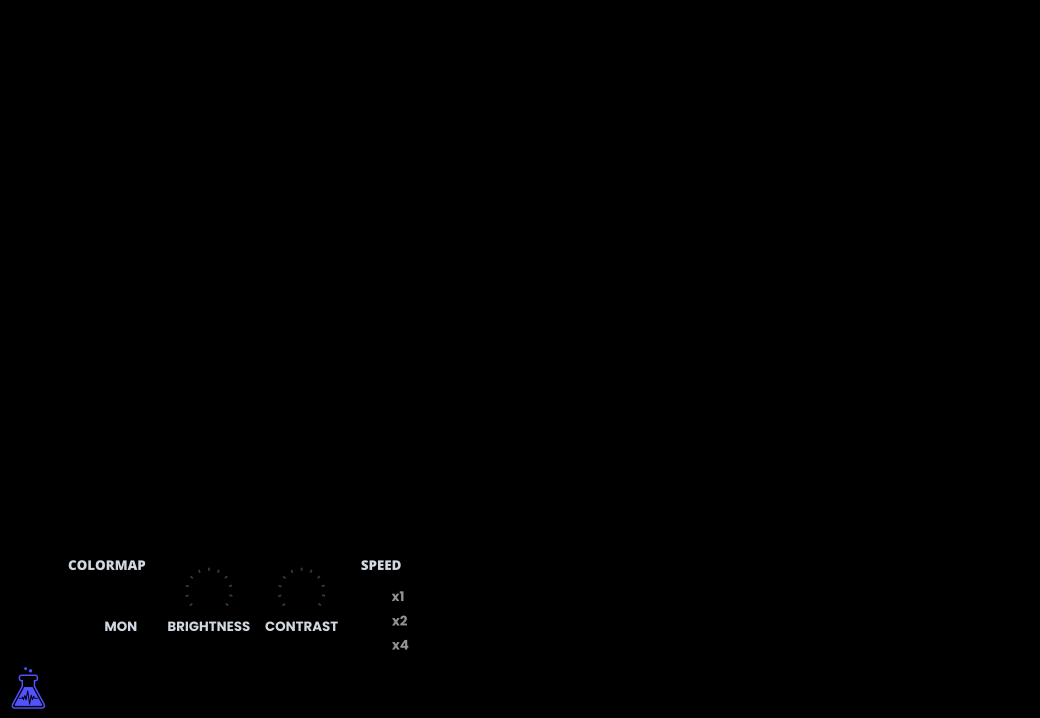 COLORMAP
SPEED
x1
x2
MON
BRIGHTNESS
CONTRAST
x4